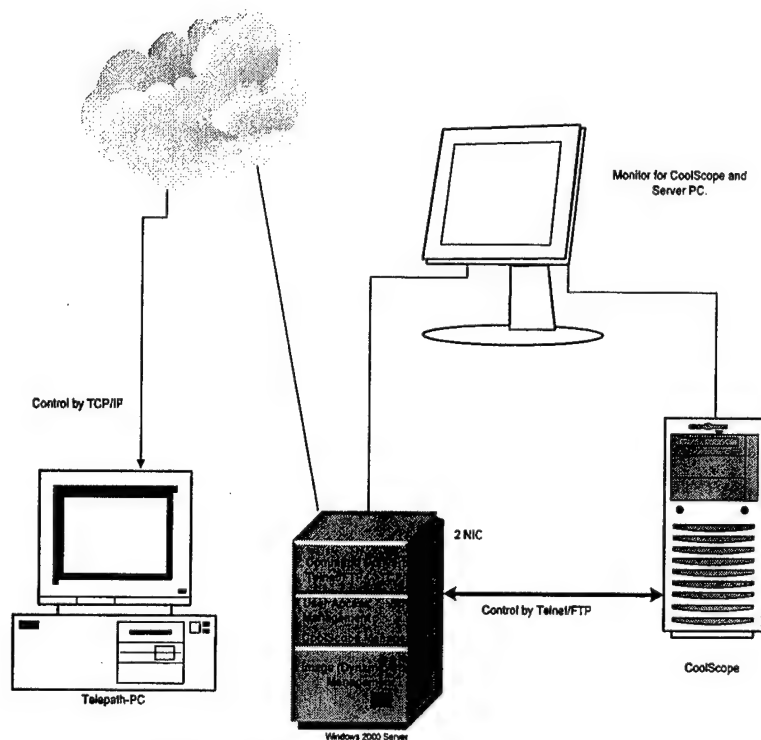 Monitor for CoolScope and
Server PC.
Control by TCP/IP
2 NIC
Control by Telnet/FTP
CoolScope
Telepath-PC
Windows 2000 Server